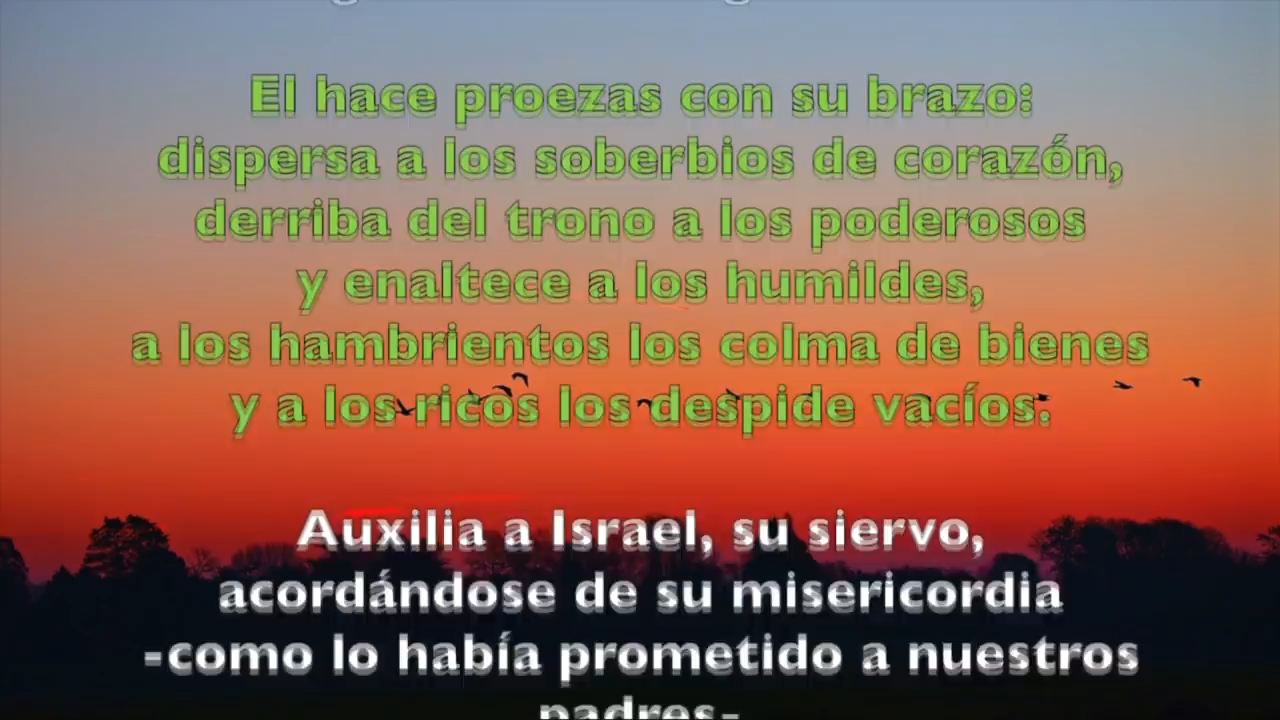 El hace proezas con su brazo:
dispersa a los soberbios de corazón,
derriba del trono a los poderosos
y enaltece a los humildes,
a los hambrientos los colma de bienes
y a los ricos los despide vacíos.
Auxilia a Israel, su siervo,
acordándose de su misericordia
-como lo había prometido a nuestros
padres-